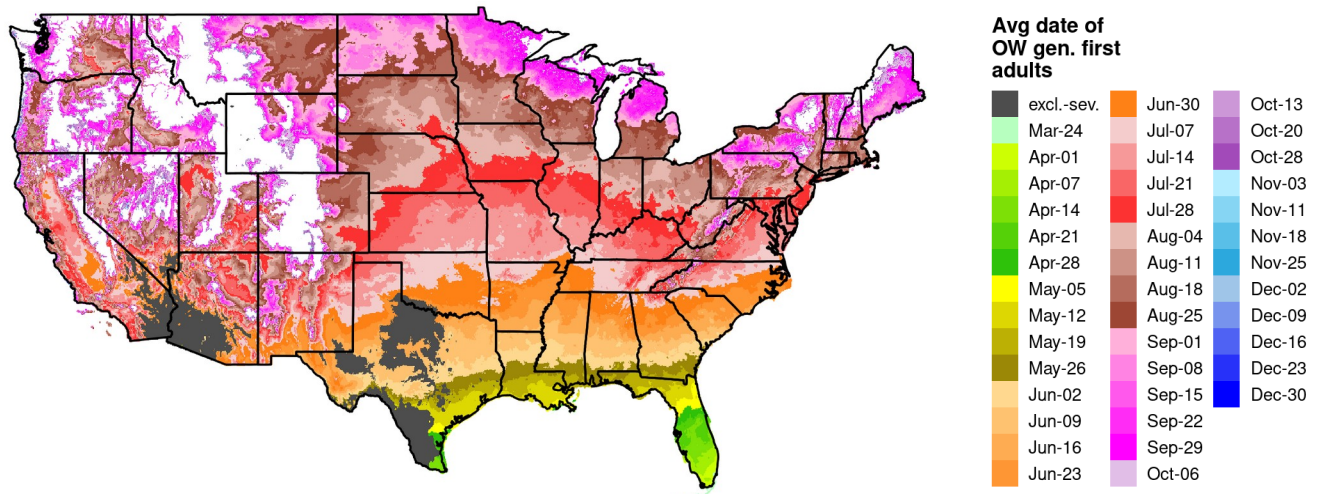 Avg date of
OW gen. first
adults
excl.-sev.
Mar-24
Apr-01
Apr-07
Apr-14
Apr-21
Apr-28
May-05
May-12
May-19
May-26
Jun-02
Jun-09
Jun-16
Jun-23
Jun-30
Jul-07
Jul-14
Jul-21
Jul-28
Aug-04
Aug-11
Aug-18
Aug-25
Sep-01
Sep-08
Sep-15
Sep-22
Sep-29
Oct-06
Oct-13
Oct-20
Oct-28
Nov-03
Nov-11
Nov-18
Nov-25
Dec-02
Dec-09
Dec-16
Dec-23
Dec-30